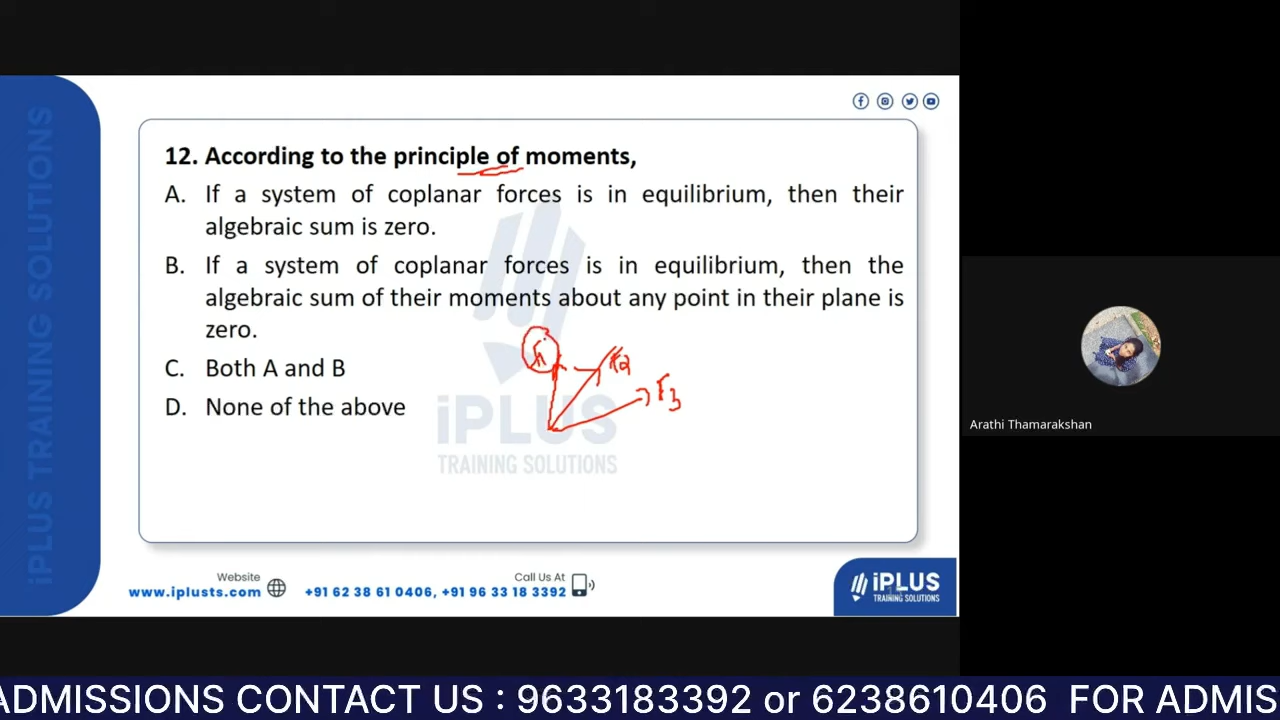 12. According to the principle of moments,
A. If a system of coplanar forces is in equilibrium, then their
algebraic sum is zero.
B. If a system of coplanar forces is in equilibrium, then the
algebraic sum of their moments about any point in their plane is
zero.
C. Both A and B
D. None of the above
F2
F3
iPLUS
TRAINING SOLUTIONS
iPLUS TRAINING SOLUTIONS
Website
www.iplusts.com
Call Us At
+91 62 38 61 0406, +91 96 33 18 3392
iPLUS
TRAINING SOLUTIONS
Arathi Thamarakshan
ADMISSIONS CONTACT US : 9633183392 or 6238610406 FOR ADMIS